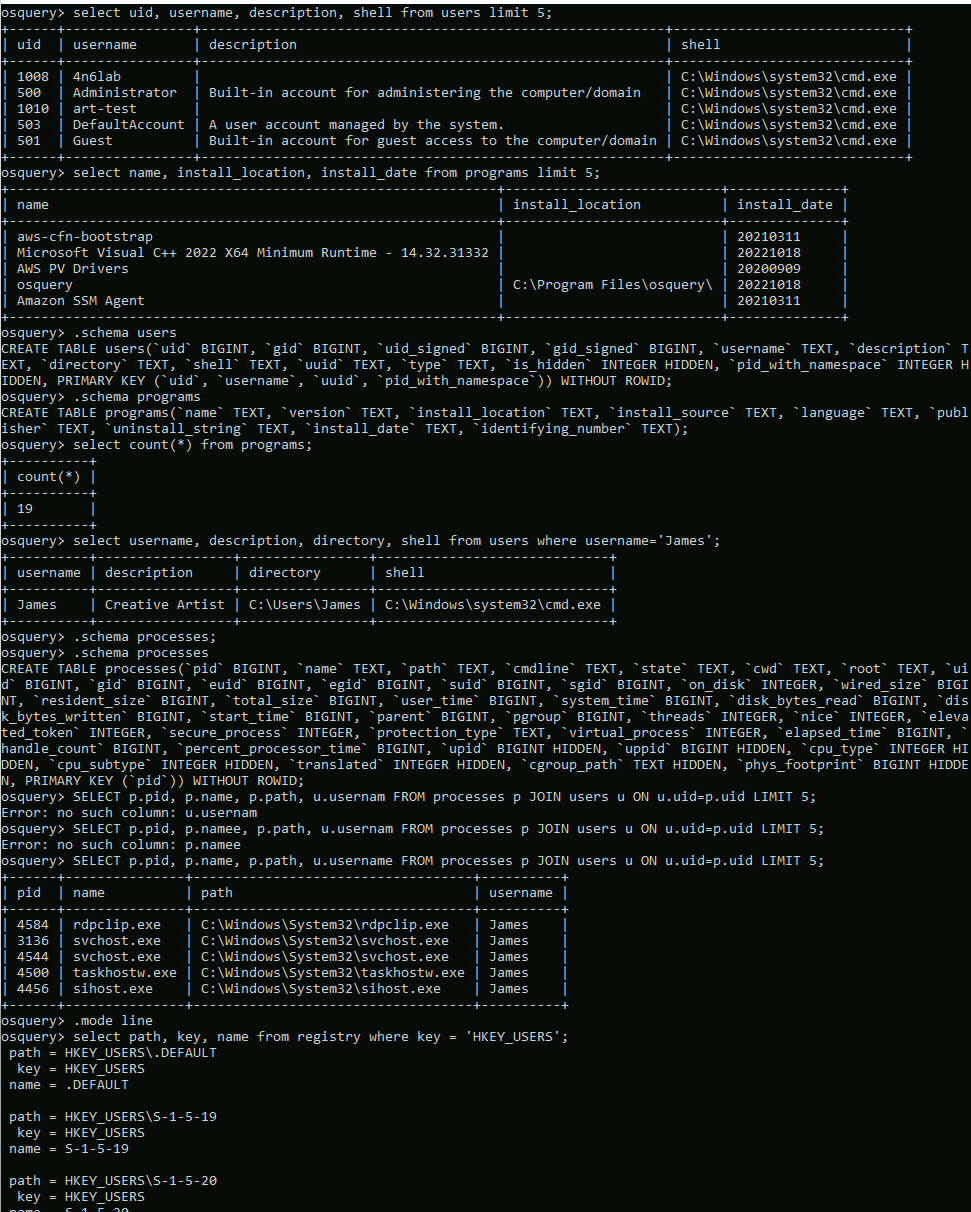 osquery> select uid, username, description, shell from users limit 5;
+------+----------------+----------------------------------------------------------+-----------------------------+
| uid  | username       | description                                              | shell                       |
+------+----------------+----------------------------------------------------------+-----------------------------+
| 1008 | 4n6lab         |                                                          | C:\Windows\system32\cmd.exe |
| 500  | Administrator  | Built-in account for administering the computer/domain   | C:\Windows\system32\cmd.exe |
| 1010 | art-test       |                                                          | C:\Windows\system32\cmd.exe |
| 503  | DefaultAccount | A user account managed by the system.                    | C:\Windows\system32\cmd.exe |
| 501  | Guest          | Built-in account for guest access to the computer/domain | C:\Windows\system32\cmd.exe |
+------+----------------+----------------------------------------------------------+-----------------------------+
osquery> select name, install_location, install_date from programs limit 5;
+-------------------------------------------------------------+---------------------------+--------------+
| name                                                        | install_location          | install_date |
+-------------------------------------------------------------+---------------------------+--------------+
| aws-cfn-bootstrap                                           |                           | 20210311     |
| Microsoft Visual C++ 2022 X64 Minimum Runtime - 14.32.31332 |                           | 20221018     |
| AWS PV Drivers                                              |                           | 20200909     |
| osquery                                                     | C:\Program Files\osquery\ | 20221018     |
| Amazon SSM Agent                                            |                           | 20210311     |
+-------------------------------------------------------------+---------------------------+--------------+
osquery> .schema users
CREATE TABLE users(`uid` BIGINT, `gid` BIGINT, `uid_signed` BIGINT, `gid_signed` BIGINT, `username` TEXT, `description` T
EXT, `directory` TEXT, `shell` TEXT, `uuid` TEXT, `type` TEXT, `is_hidden` INTEGER HIDDEN, `pid_with_namespace` INTEGER H
IDDEN, PRIMARY KEY (`uid`, `username`, `uuid`, `pid_with_namespace`)) WITHOUT ROWID;
osquery> .schema programs
CREATE TABLE programs(`name` TEXT, `version` TEXT, `install_location` TEXT, `install_source` TEXT, `language` TEXT, `publ
isher` TEXT, `uninstall_string` TEXT, `install_date` TEXT, `identifying_number` TEXT);
osquery> select count(*) from programs;
+----------+
| count(*) |
+----------+
| 19       |
+----------+
osquery> select username, description, directory, shell from users where username='James';
+----------+-----------------+----------------+-----------------------------+
| username | description     | directory      | shell                       |
+----------+-----------------+----------------+-----------------------------+
| James    | Creative Artist | C:\Users\James | C:\Windows\system32\cmd.exe |
+----------+-----------------+----------------+-----------------------------+
osquery> .schema processes;
osquery> .schema processes
CREATE TABLE processes(`pid` BIGINT, `name` TEXT, `path` TEXT, `cmdline` TEXT, `state` TEXT, `cwd` TEXT, `root` TEXT, `ui
d` BIGINT, `gid` BIGINT, `euid` BIGINT, `egid` BIGINT, `suid` BIGINT, `sgid` BIGINT, `on_disk` INTEGER, `wired_size` BIGI
NT, `resident_size` BIGINT, `total_size` BIGINT, `user_time` BIGINT, `system_time` BIGINT, `disk_bytes_read` BIGINT, `dis
k_bytes_written` BIGINT, `start_time` BIGINT, `parent` BIGINT, `pgroup` BIGINT, `threads` INTEGER, `nice` INTEGER, `eleva
ted_token` INTEGER, `secure_process` INTEGER, `protection_type` TEXT, `virtual_process` INTEGER, `elapsed_time` BIGINT, `
handle_count` BIGINT, `percent_processor_time` BIGINT, `upid` BIGINT HIDDEN, `uppid` BIGINT HIDDEN, `cpu_type` INTEGER HI
DDEN, `cpu_subtype` INTEGER HIDDEN, `translated` INTEGER HIDDEN, `cgroup_path` TEXT HIDDEN, `phys_footprint` BIGINT HIDDE
N, PRIMARY KEY (`pid`)) WITHOUT ROWID;
osquery> SELECT p.pid, p.name, p.path, u.usernam FROM processes p JOIN users u ON u.uid=p.uid LIMIT 5;
Error: no such column: u.usernam
osquery> SELECT p.pid, p.namee, p.path, u.usernam FROM processes p JOIN users u ON u.uid=p.uid LIMIT 5;
Error: no such column: p.namee
osquery> SELECT p.pid, p.name, p.path, u.username FROM processes p JOIN users u ON u.uid=p.uid LIMIT 5;
+------+---------------+-----------------------------------+----------+
| pid  | name          | path                              | username |
+------+---------------+-----------------------------------+----------+
| 4584 | rdpclip.exe   | C:\Windows\System32\rdpclip.exe   | James    |
| 3136 | svchost.exe   | C:\Windows\System32\svchost.exe   | James    |
| 4544 | svchost.exe   | C:\Windows\System32\svchost.exe   | James    |
| 4500 | taskhostw.exe | C:\Windows\System32\taskhostw.exe | James    |
| 4456 | sihost.exe    | C:\Windows\System32\sihost.exe    | James    |
+------+---------------+-----------------------------------+----------+
osquery> .mode line
osquery> select path, key, name from registry where key = 'HKEY_USERS';
path = HKEY_USERS\.DEFAULT
key = HKEY_USERS
name = .DEFAULT
path = HKEY_USERS\S-1-5-19
key = HKEY_USERS
name = S-1-5-19
path = HKEY_USERS\S-1-5-20
key = HKEY_USERS
name = S-1-5-20